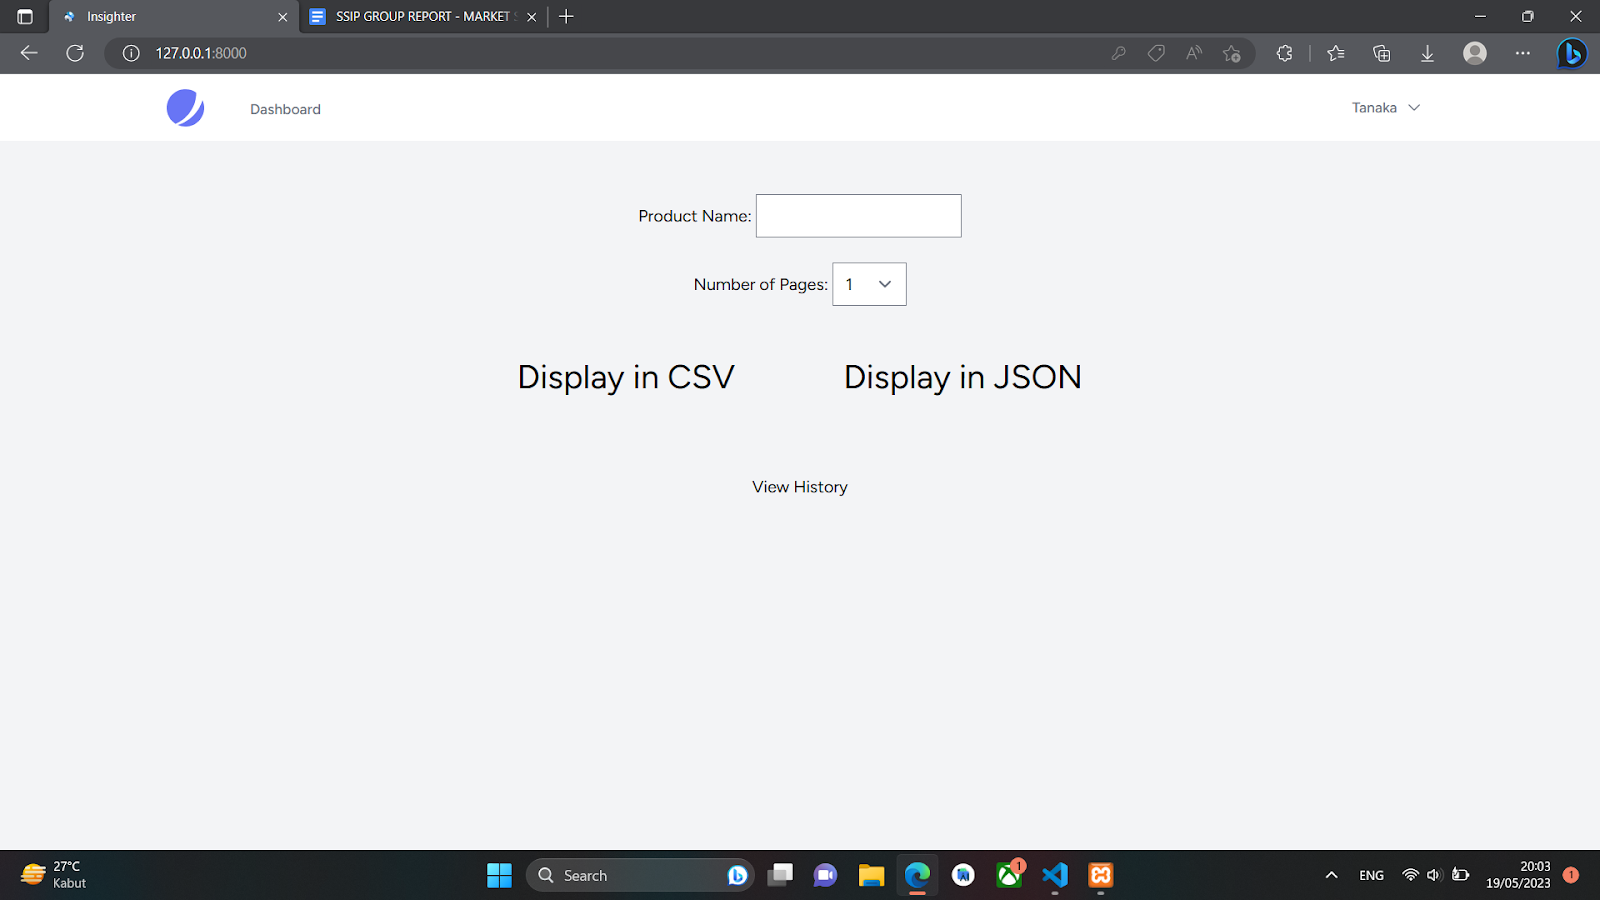 Insighter
SSIP GROUP REPORT - MARKET
127.0.0.1:8000
Dashboard
Tanaka
Product Name:
Number of Pages: 1
Display in CSV
Display in JSON
View History
27°C
Kabut
Search
1
ENG
20:03
19/05/2023
1